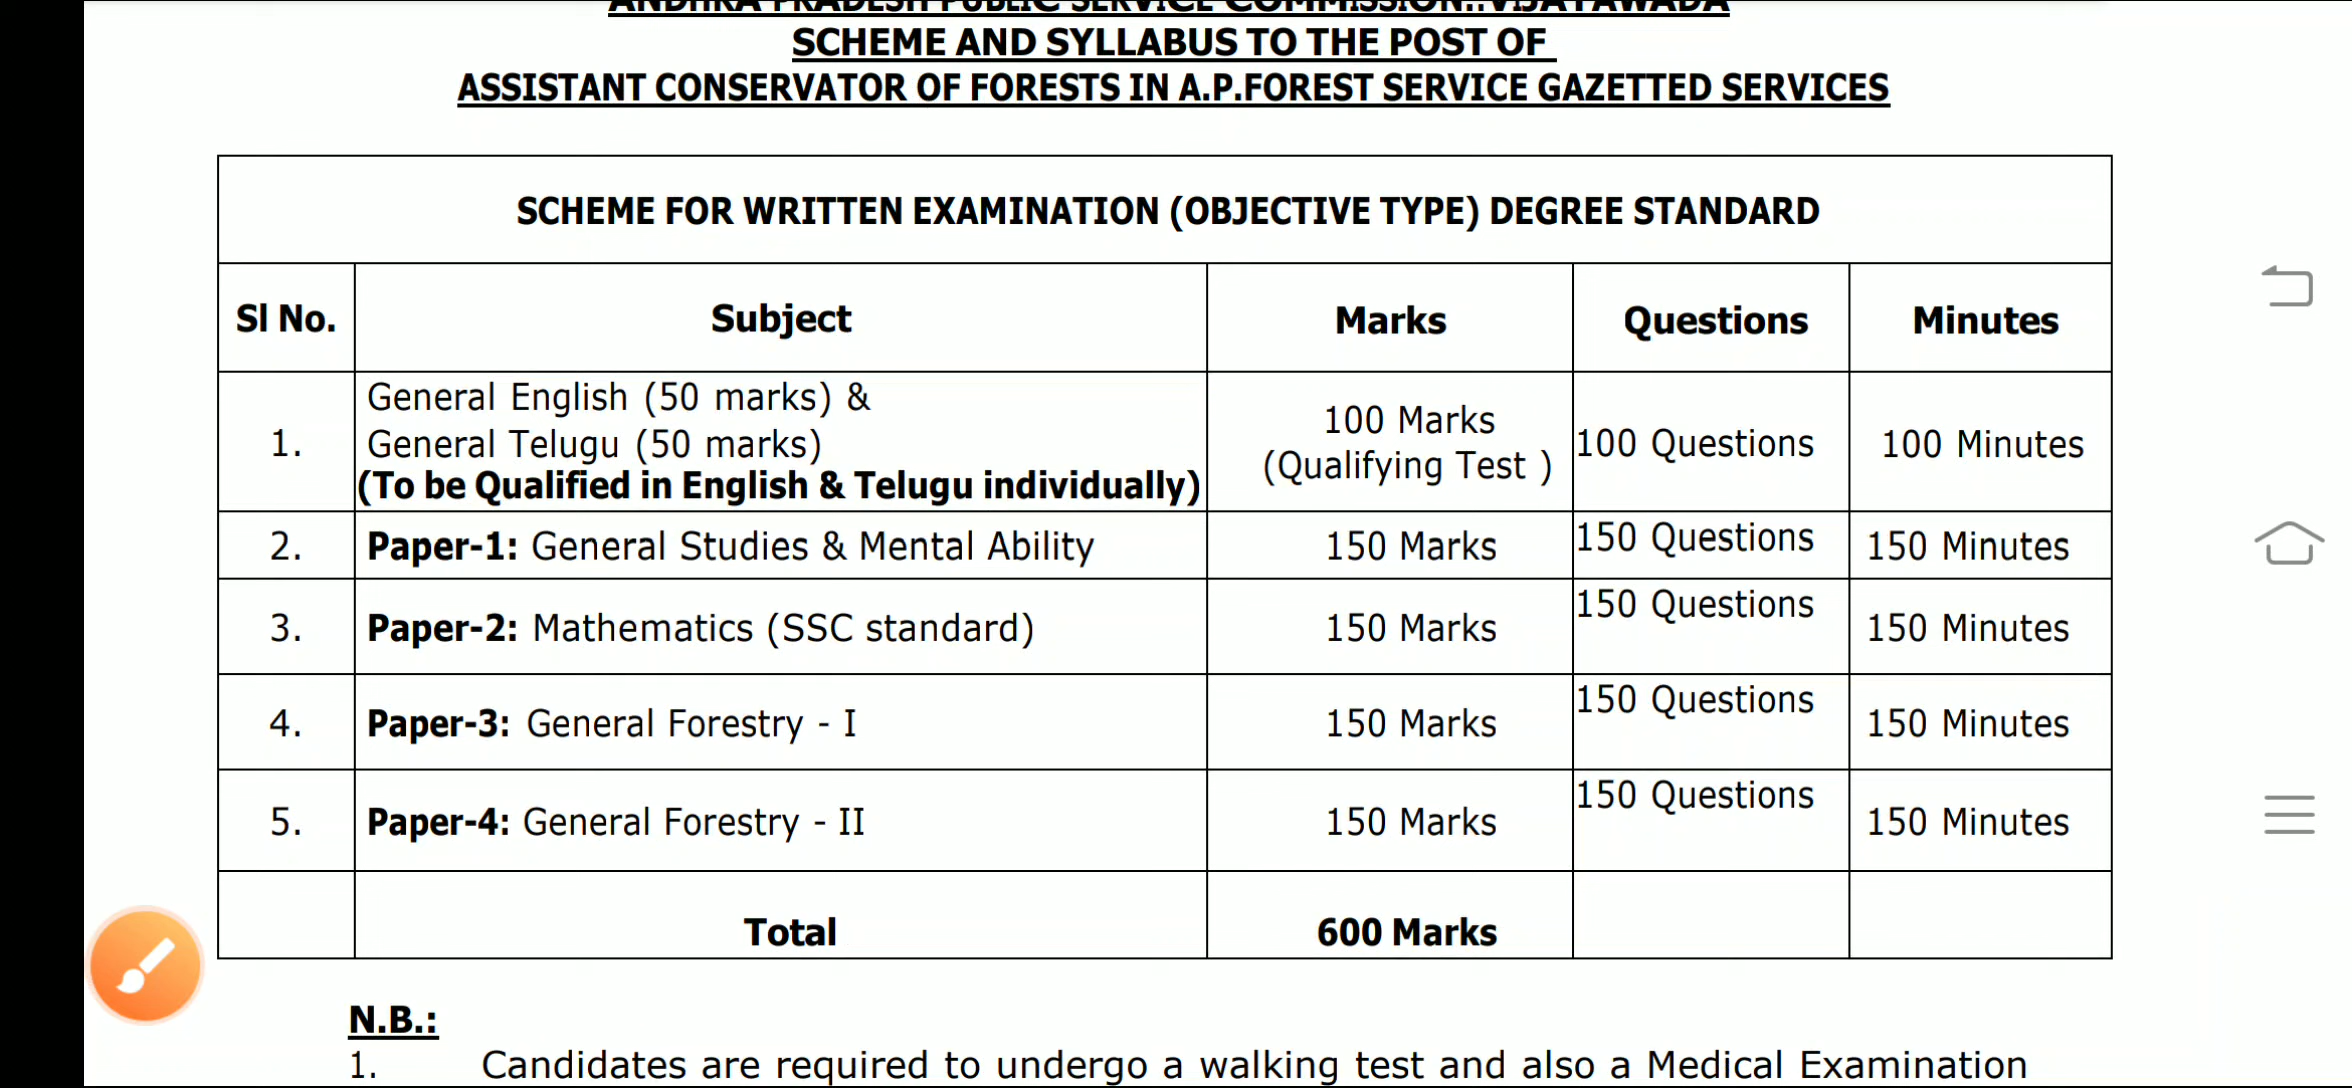 ANDHRA PRADESH PUBLIC SERVICE COMMISSION::VIJAYAWADA
SCHEME AND SYLLABUS TO THE POST OF
ASSISTANT CONSERVATOR OF FORESTS IN A.P.FOREST SERVICE GAZETTED SERVICES
SCHEME FOR WRITTEN EXAMINATION (OBJECTIVE TYPE) DEGREE STANDARD
Sl No. Subject Marks Questions Minutes
1. General English (50 marks) &
General Telugu (50 marks)
(To be Qualified in English & Telugu individually)
100 Marks
(Qualifying Test )
100 Questions 100 Minutes
2. Paper-1: General Studies & Mental Ability 150 Marks 150 Questions 150 Minutes
3. Paper-2: Mathematics (SSC standard) 150 Marks 150 Questions 150 Minutes
4. Paper-3: General Forestry - I 150 Marks 150 Questions 150 Minutes
5. Paper-4: General Forestry - II 150 Marks 150 Questions 150 Minutes
Total 600 Marks
N.B.:
1. Candidates are required to undergo a walking test and also a Medical Examination